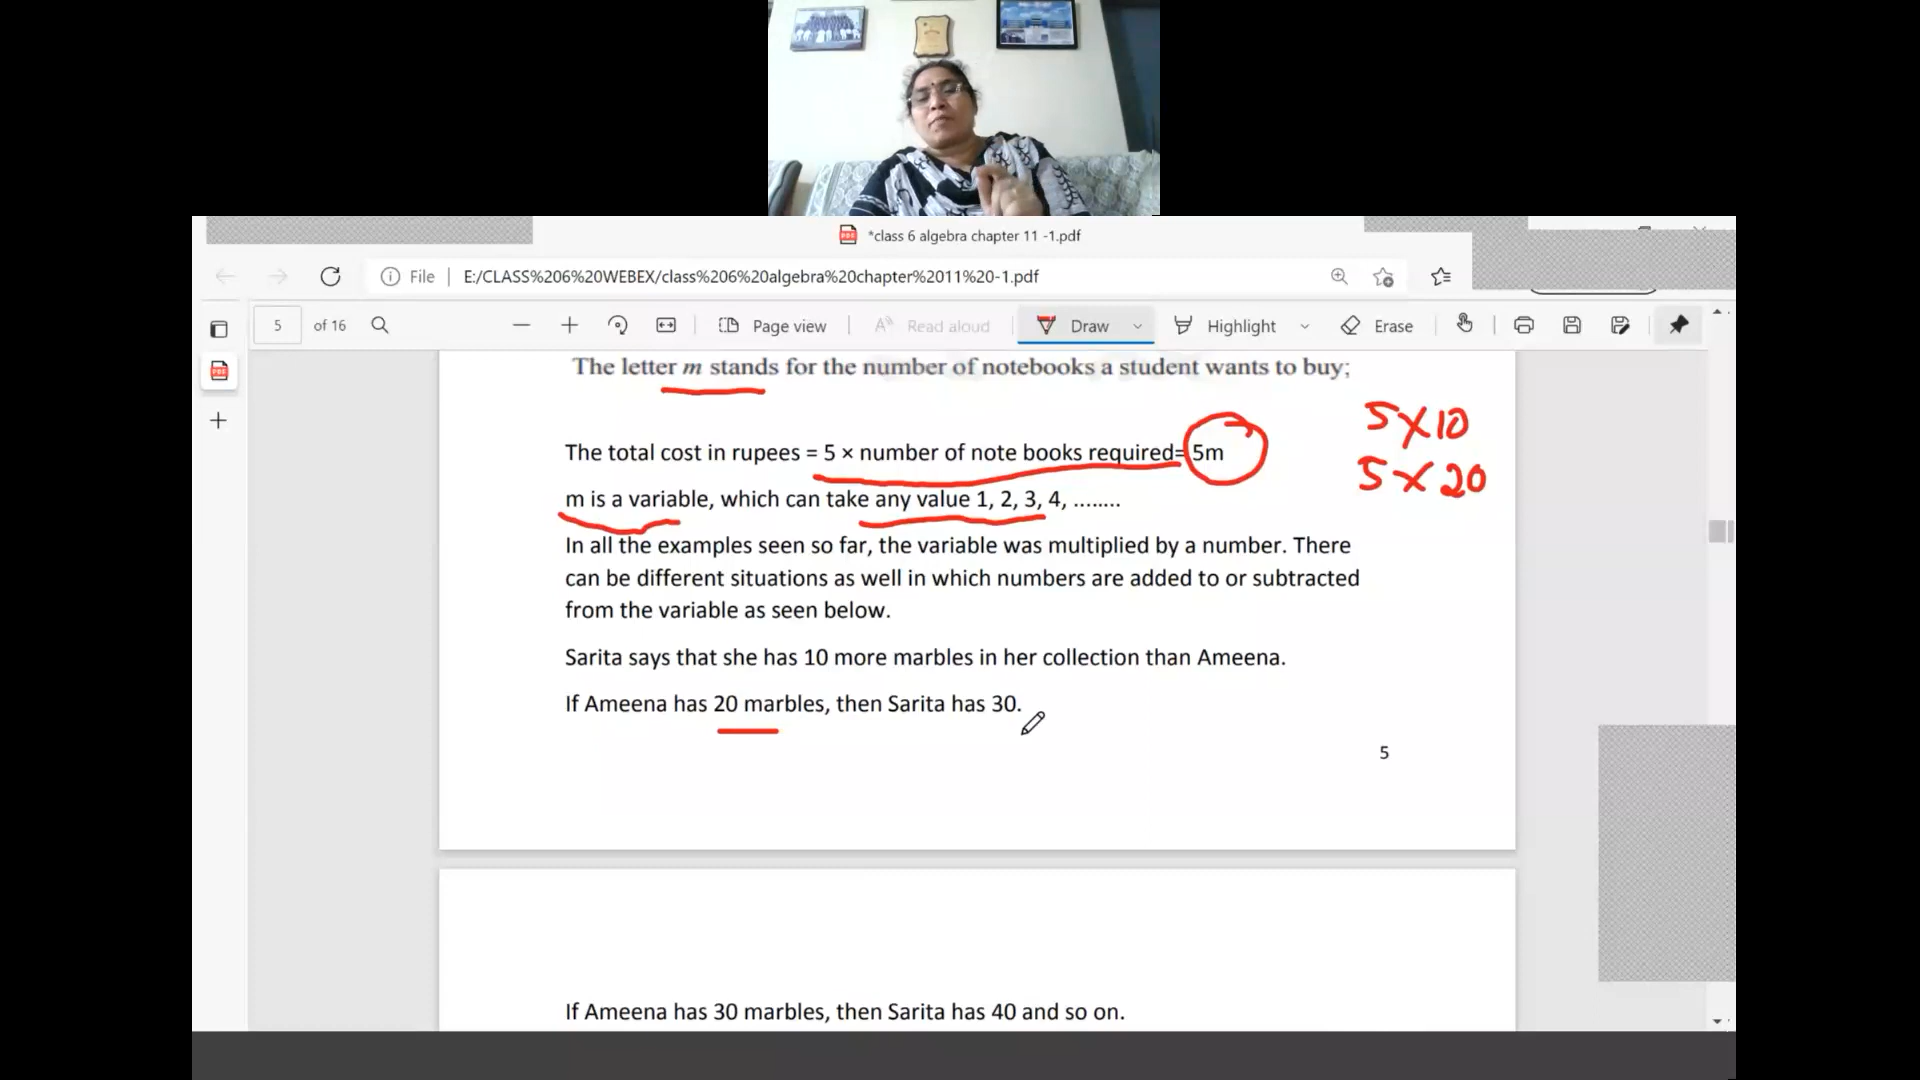 *class 6 algebra chapter 11 -1.pdf
File E:/CLASS%206%20WEBEX/class%206%20algebra%20chapter%2011%20-1.pdf
5 of 16 Page view Read aloud Draw Highlight Erase
The letter m stands for the number of notebooks a student wants to buy;
5 × 10
The total cost in rupees = 5 × number of note books required= 5m
5 × 20
m is a variable, which can take any value 1, 2, 3, 4, ........
In all the examples seen so far, the variable was multiplied by a number. There
can be different situations as well in which numbers are added to or subtracted
from the variable as seen below.
Sarita says that she has 10 more marbles in her collection than Ameena.
If Ameena has 20 marbles, then Sarita has 30.
5
If Ameena has 30 marbles, then Sarita has 40 and so on.